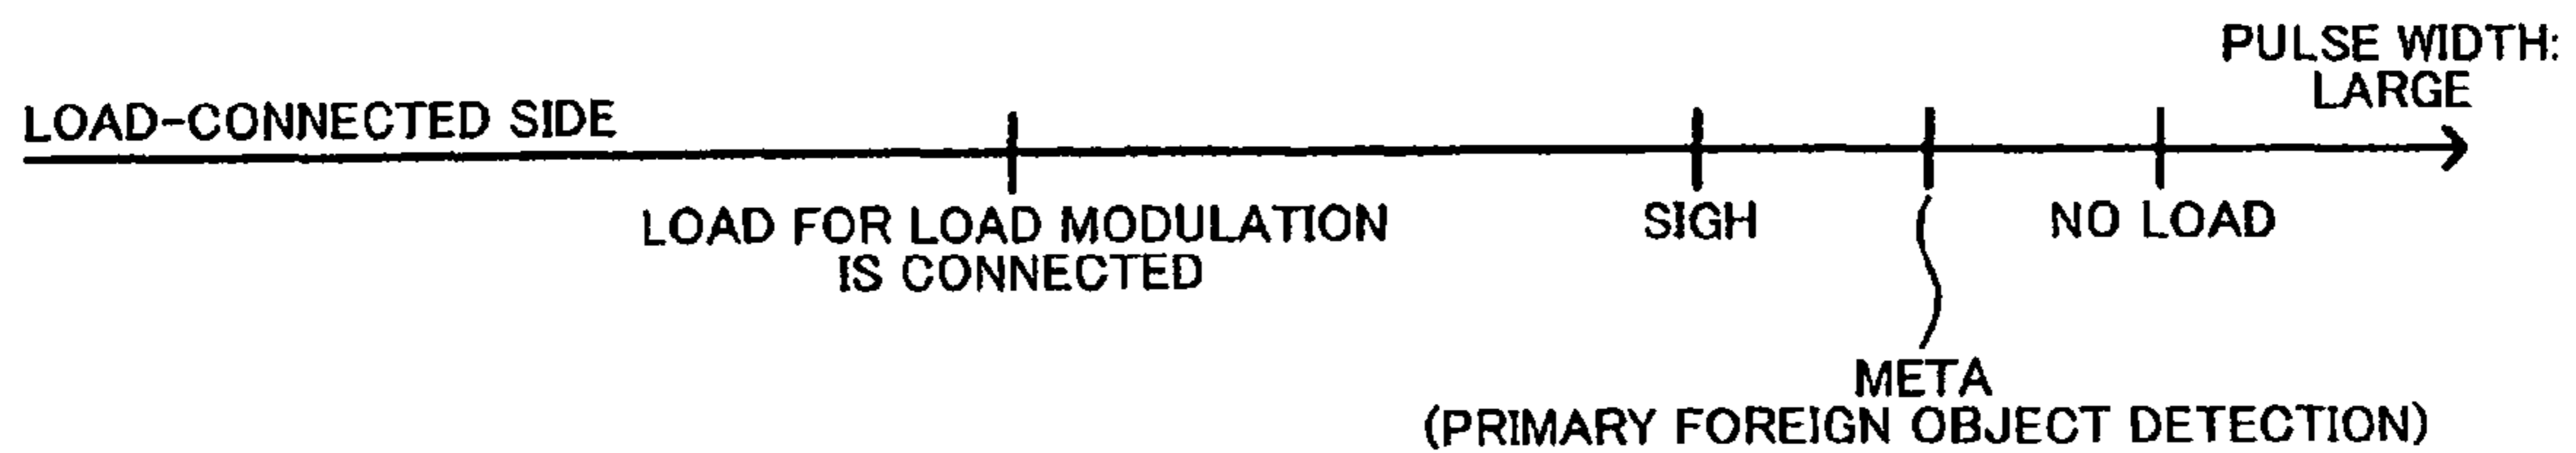 PULSE WIDTH:
LARGE
LOAD-CONNECTED SIDE
LOAD FOR LOAD MODULATION
IS CONNECTED
SIGH
NO LOAD
META
(PRIMARY FOREIGN OBJECT DETECTION)